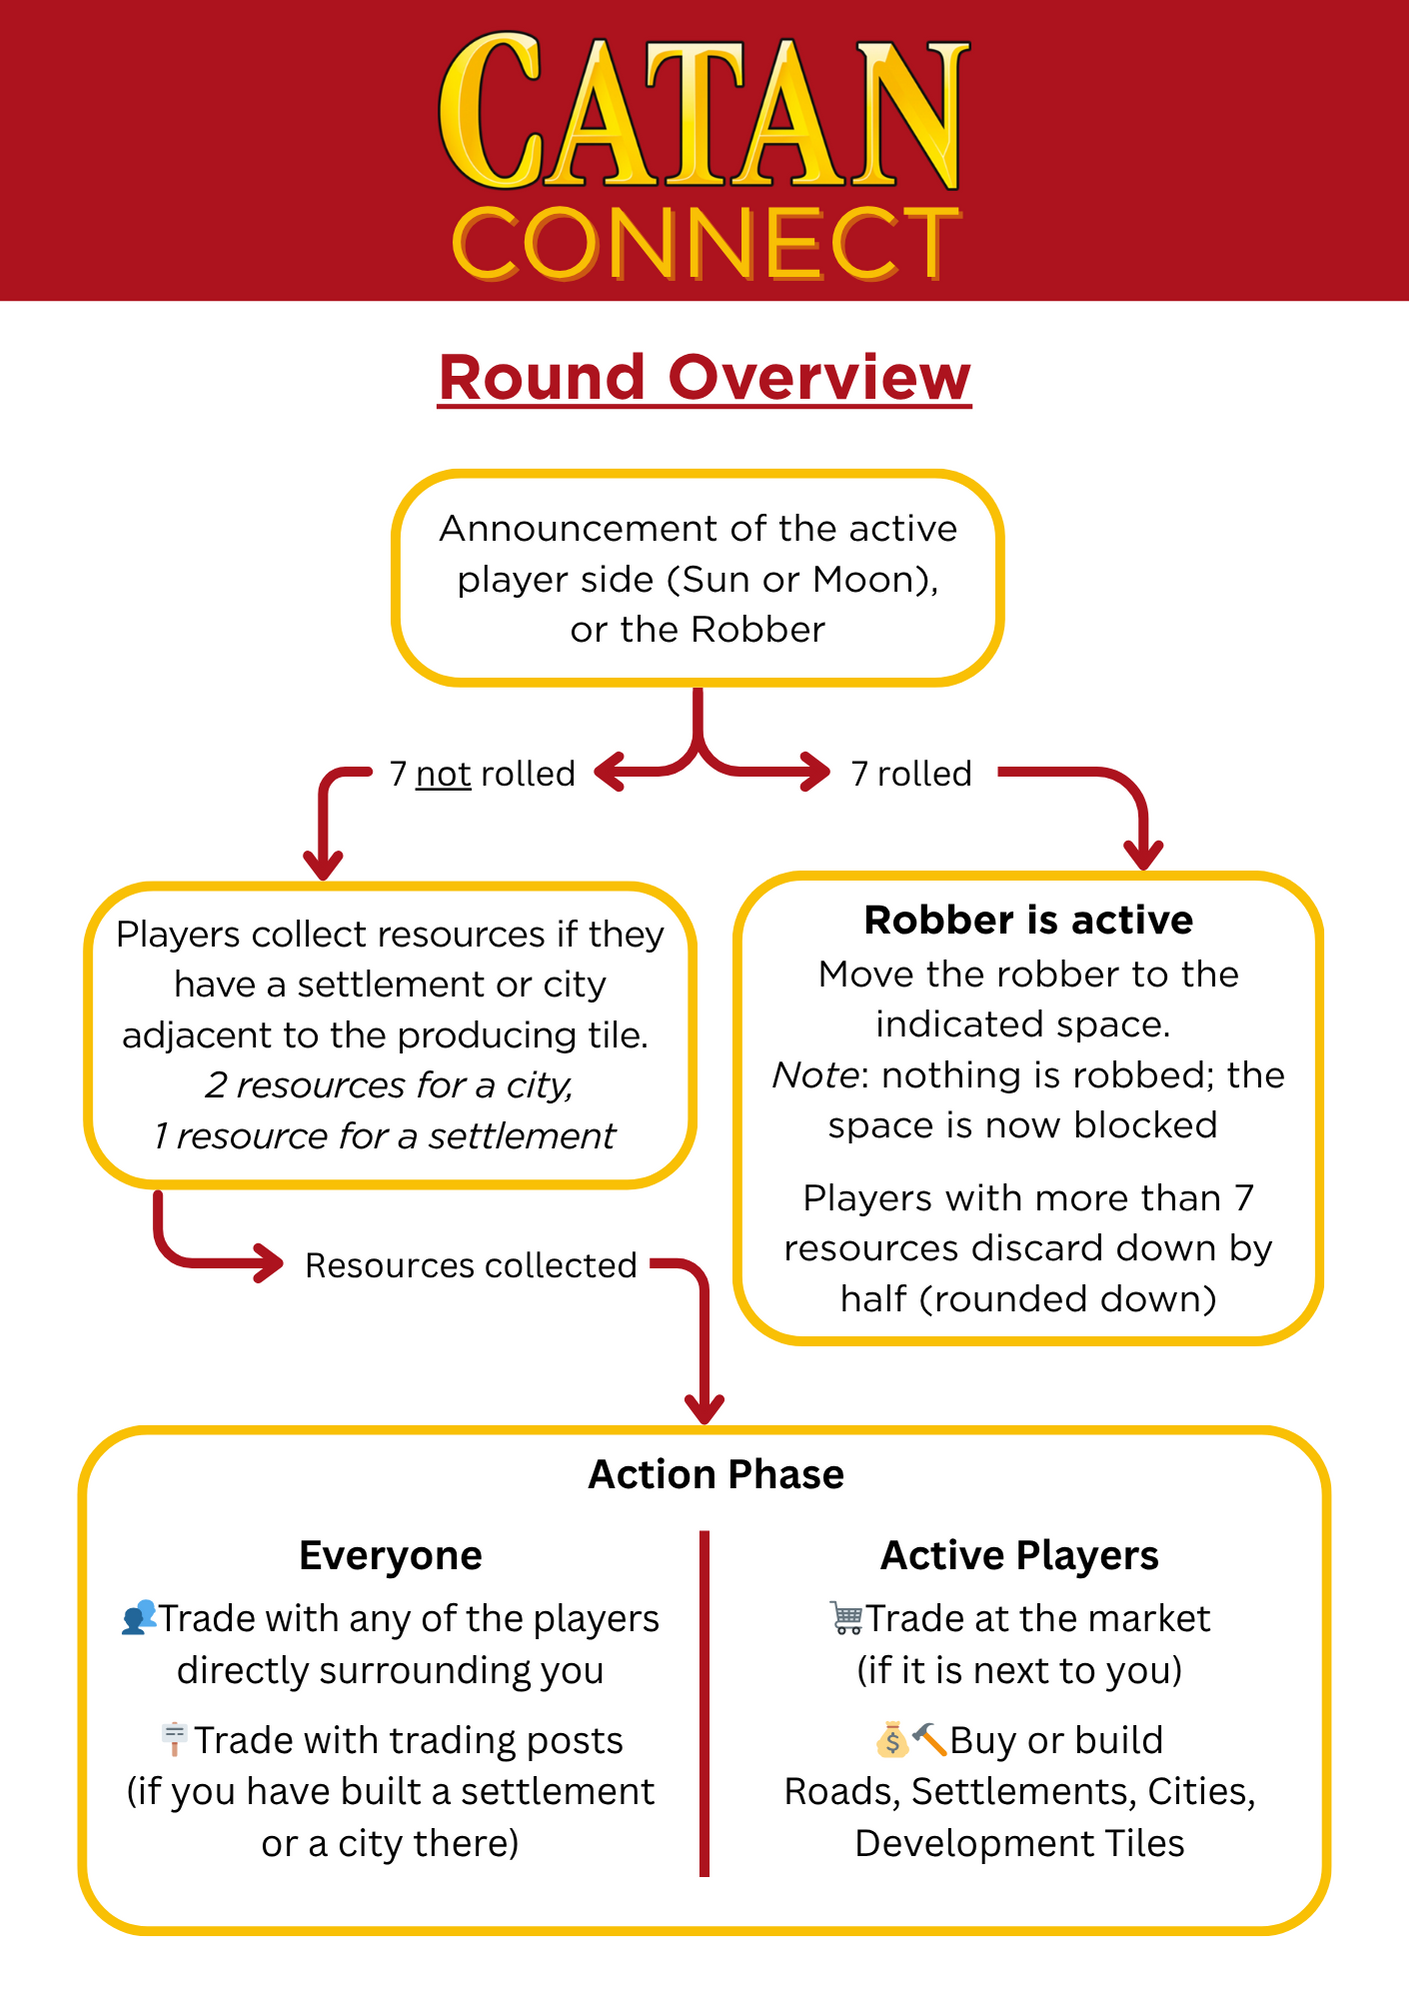 CATAN
CONNECT
Round Overview
Announcement of the active
player side (Sun or Moon),
or the Robber
7 not rolled
7 rolled
Players collect resources if they
have a settlement or city
adjacent to the producing tile.
2 resources for a city,
1 resource for a settlement
Robber is active
Move the robber to the
indicated space.
Note: nothing is robbed; the
space is now blocked
Players with more than 7
resources discard down by
half (rounded down)
Resources collected
Action Phase
Everyone
👥Trade with any of the players
directly surrounding you
🪧Trade with trading posts
(if you have built a settlement
or a city there)
Active Players
🛒Trade at the market
(if it is next to you)
💰🔨Buy or build
Roads, Settlements, Cities,
Development Tiles